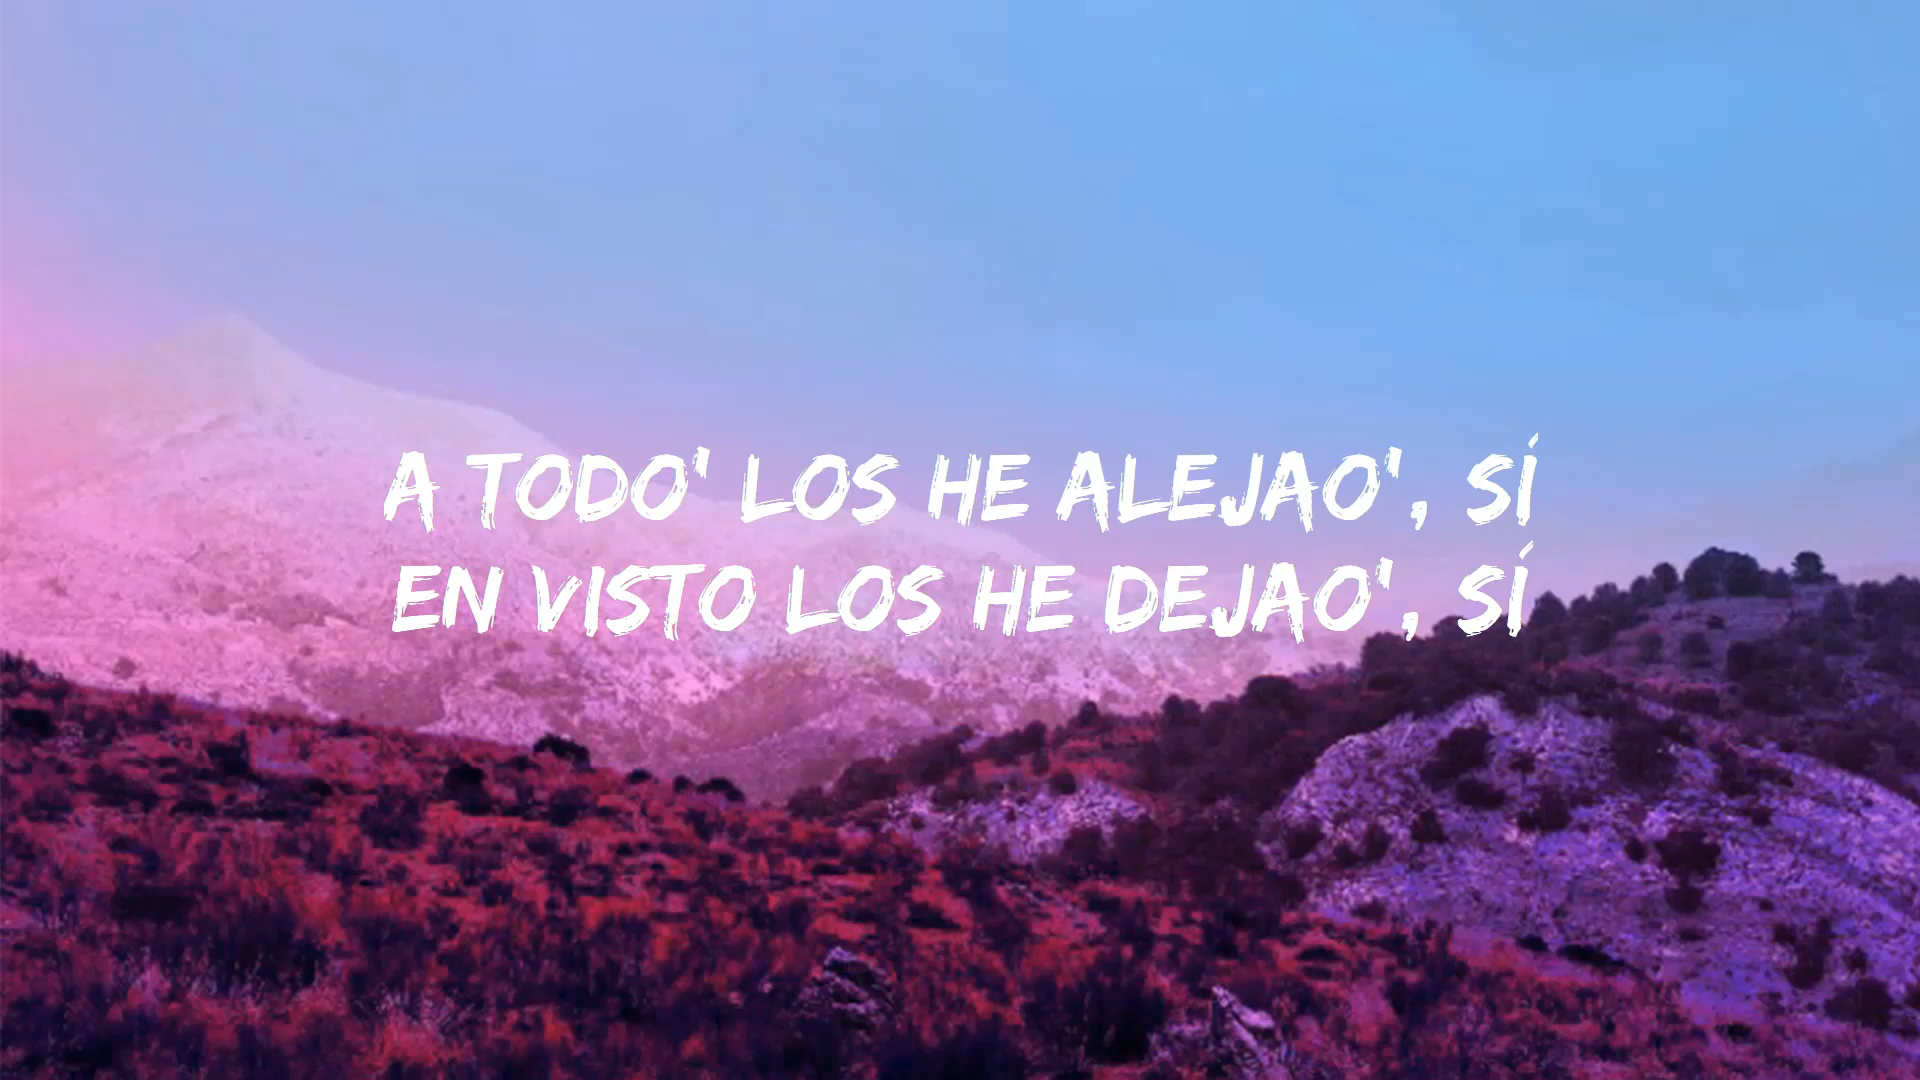 A TODO' LOS HE ALEJAO', SÍ
EN VISTO LOS HE DEJAO', SÍ